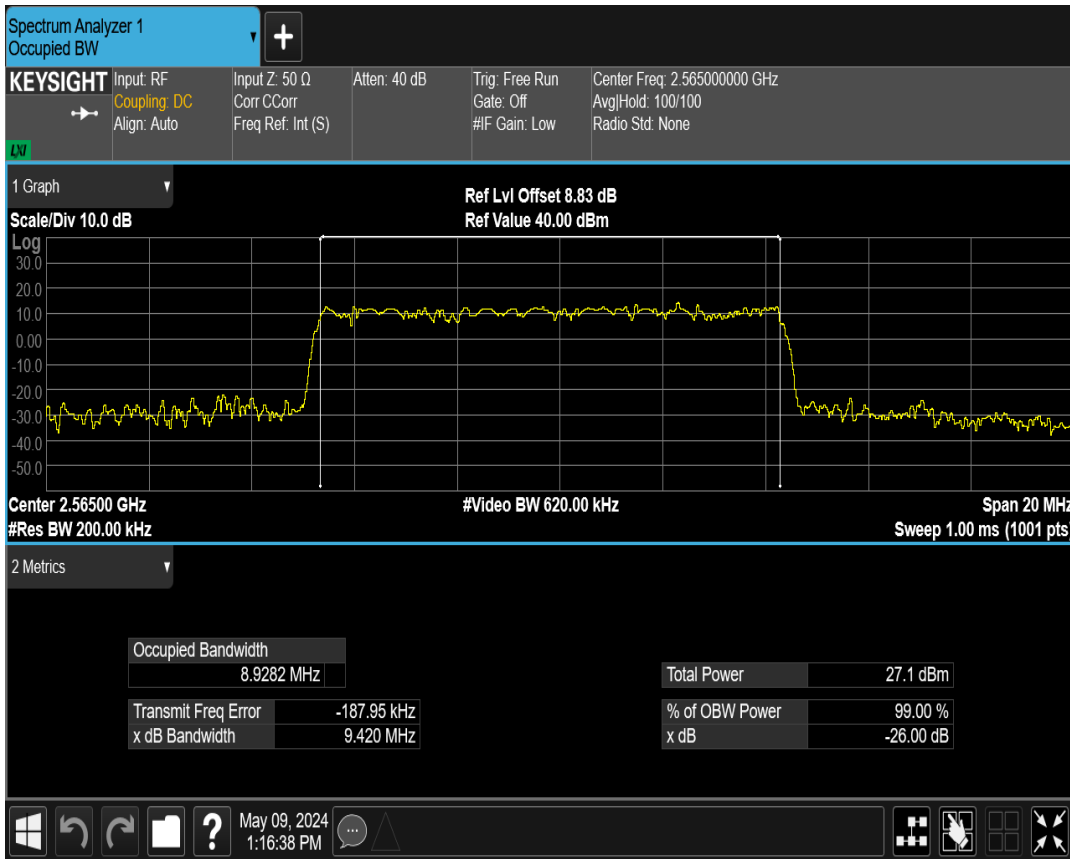 Spectrum Analyzer 1
Occupied BW
KEYSIGHT
LXI
Input: RF
Coupling: DC
Align: Auto
Input Z: 50 Ω
Corr CCorr
Freq Ref: Int (S)
Atten: 40 dB
Trig: Free Run
Gate: Off
#IF Gain: Low
Center Freq: 2.565000000 GHz
Avg|Hold: 100/100
Radio Std: None
1 Graph
Scale/Div 10.0 dB
Ref Lvl Offset 8.83 dB
Ref Value 40.00 dBm
Log
30.0
20.0
10.0
0.00
-10.0
-20.0
-30.0
-40.0
-50.0
Center 2.56500 GHz
#Video BW 620.00 kHz
Span 20 MHz
#Res BW 200.00 kHz
Sweep 1.00 ms (1001 pts)
2 Metrics
Occupied Bandwidth
8.9282 MHz
Transmit Freq Error -187.95 kHz
x dB Bandwidth 9.420 MHz
Total Power 27.1 dBm
% of OBW Power 99.00 %
x dB -26.00 dB
?
May 09, 2024
1:16:38 PM